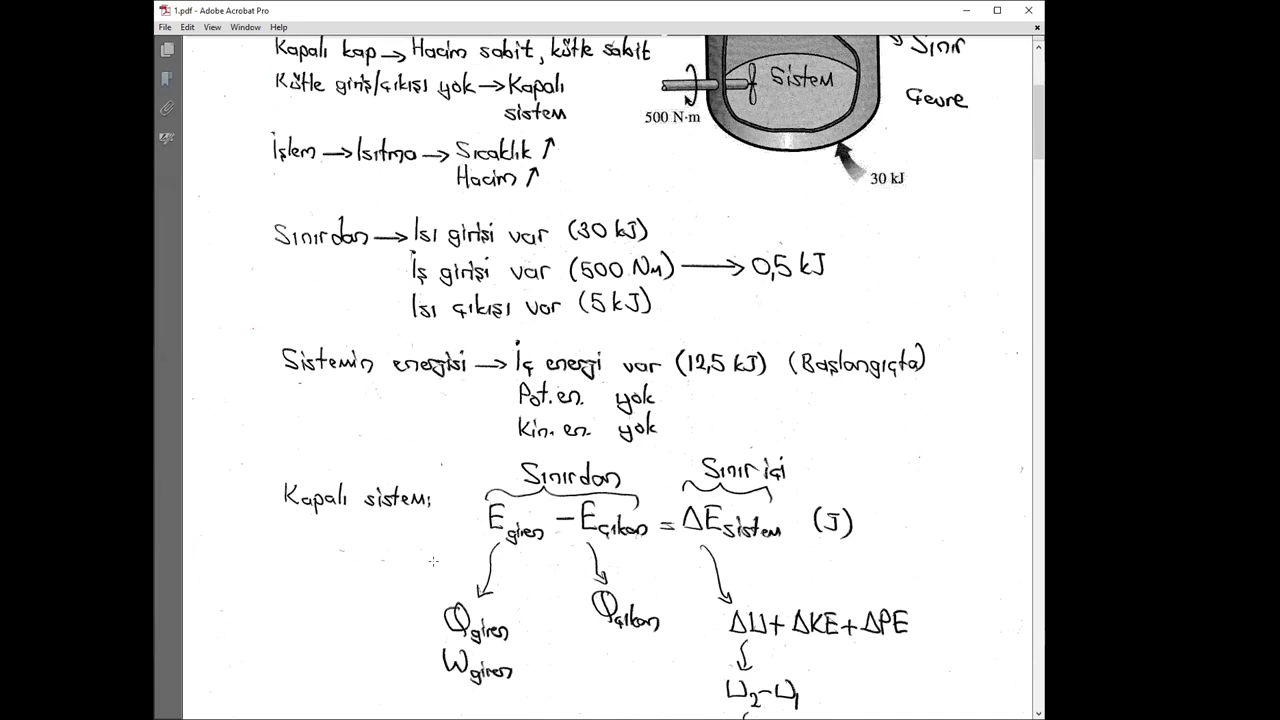 1.pdf - Adobe Acrobat Pro
File Edit View Window Help
Kapalı kap → Hacim sabit, kütle sabit
Kütle giriş/çıkışı yok → Kapalı
sistem
İşlem → Isıtma → Sıcaklık ↑
Hacim ↑
Sınır
Sistem
Çevre
500 N·m
30 kJ
Sınırdan → Isı girişi var (30 kJ)
İş girişi var (500 Nm) → 0,5 kJ
Isı çıkışı var (5 kJ)
Sistemin energisi → İç energi var (12,5 kJ) (Başlangıçta)
Pot. en. yok
Kin. en. yok
Sınırdan Sınır içi
Kapalı sistem; Egiren − Eçıkan = ΔEsistem (J)
Qgiren Qçıkan ΔU + ΔKE + ΔPE
Wgiren
U₂-U₁